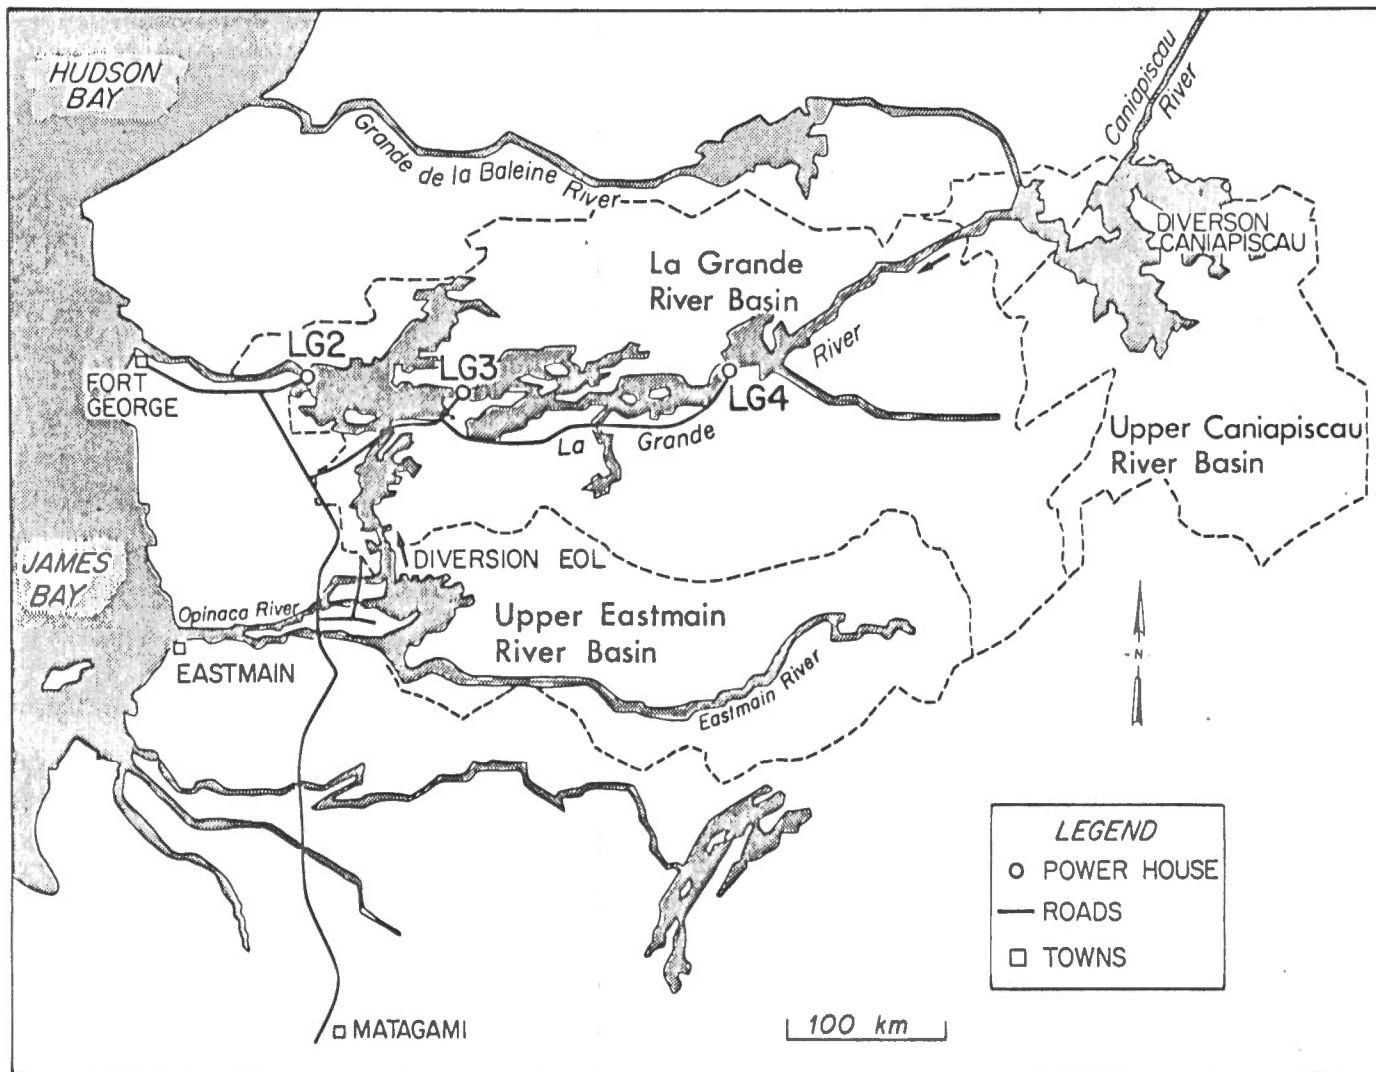 HUDSON
BAY
Caniapiscau
River
Grande de la Baleine River
DIVERSON
CANIAPISCAU
La Grande
River Basin
LG2
River
FORT
GEORGE
LG3
LG4
La Grande
Upper Caniapiscau
River Basin
JAMES
BAY
DIVERSION EOL
Opinaca River
Upper Eastmain
River Basin
EASTMAIN
Eastmain River
N
LEGEND
POWER HOUSE
ROADS
TOWNS
100 km
MATAGAMI